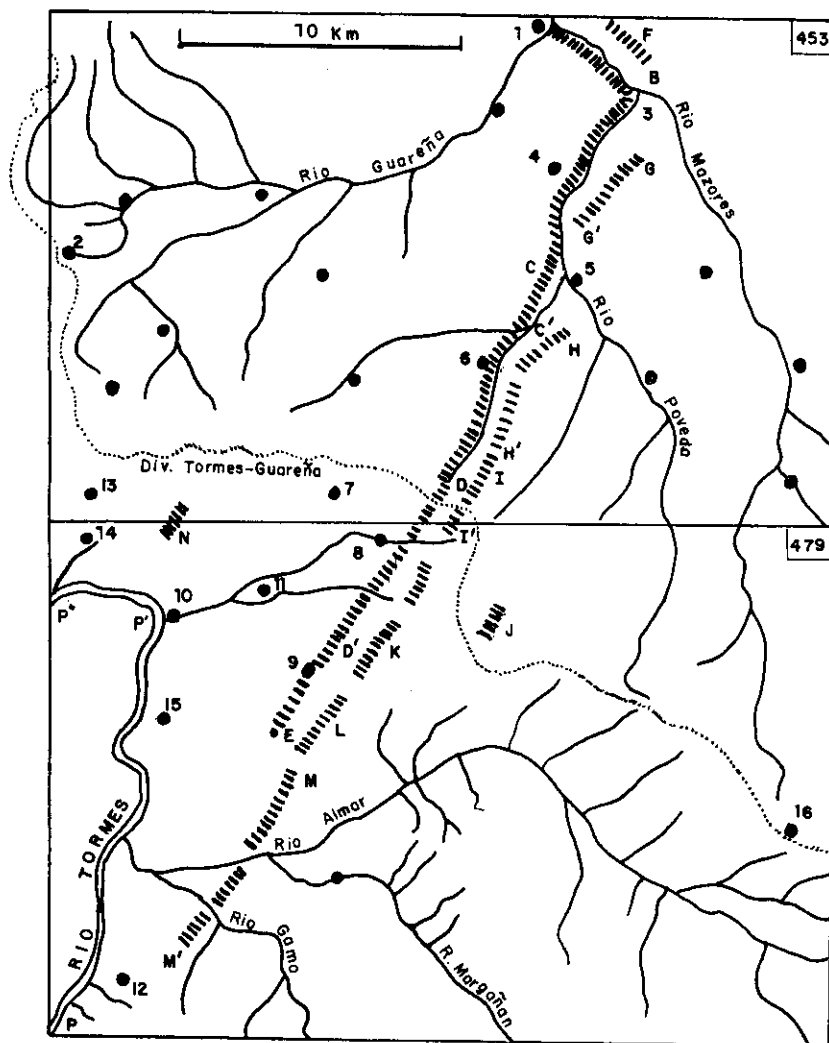 10 Km
1
F
453
B
3
Rio Mazores
Rio Guareña
4
G
G'
2
C
5
Rio Poveda
C'
H
6
H'
I
Div. Tormes-Guareña
D
13
7
N
I'
14
8
479
P"
P'
10
11
J
D'
K
9
15
E
L
M
Rio Almar
16
RIO TORMES
Rio Gamo
M'
R. Margañan
12
P